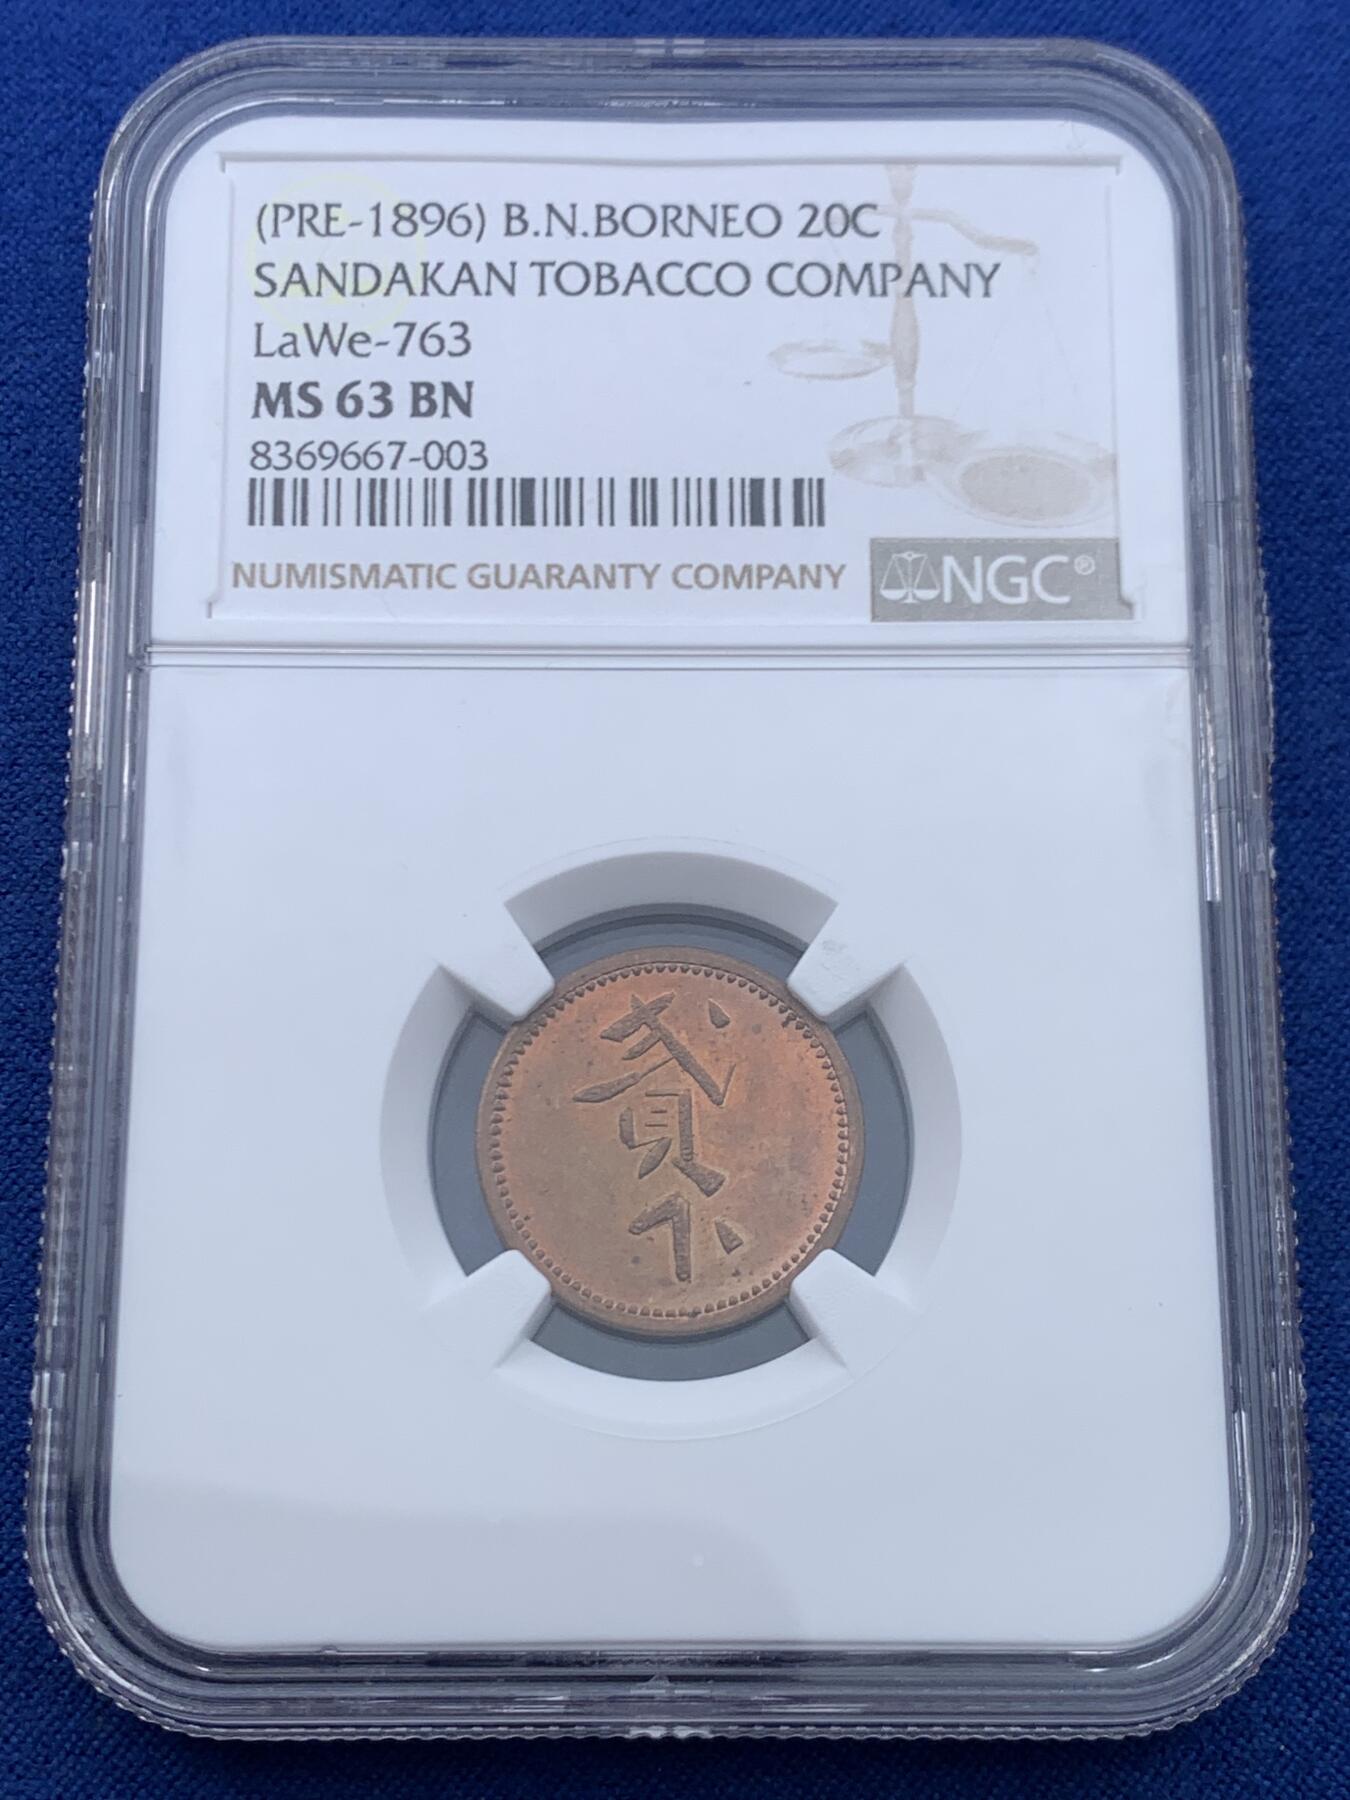 (PRE-1896) B.N.BORNEO 20C
SANDAKAN TOBACCO COMPANY
LaWe-763
MS 63 BN
8369667-003
NUMISMATIC GUARANTY COMPANY
NGC®
貳